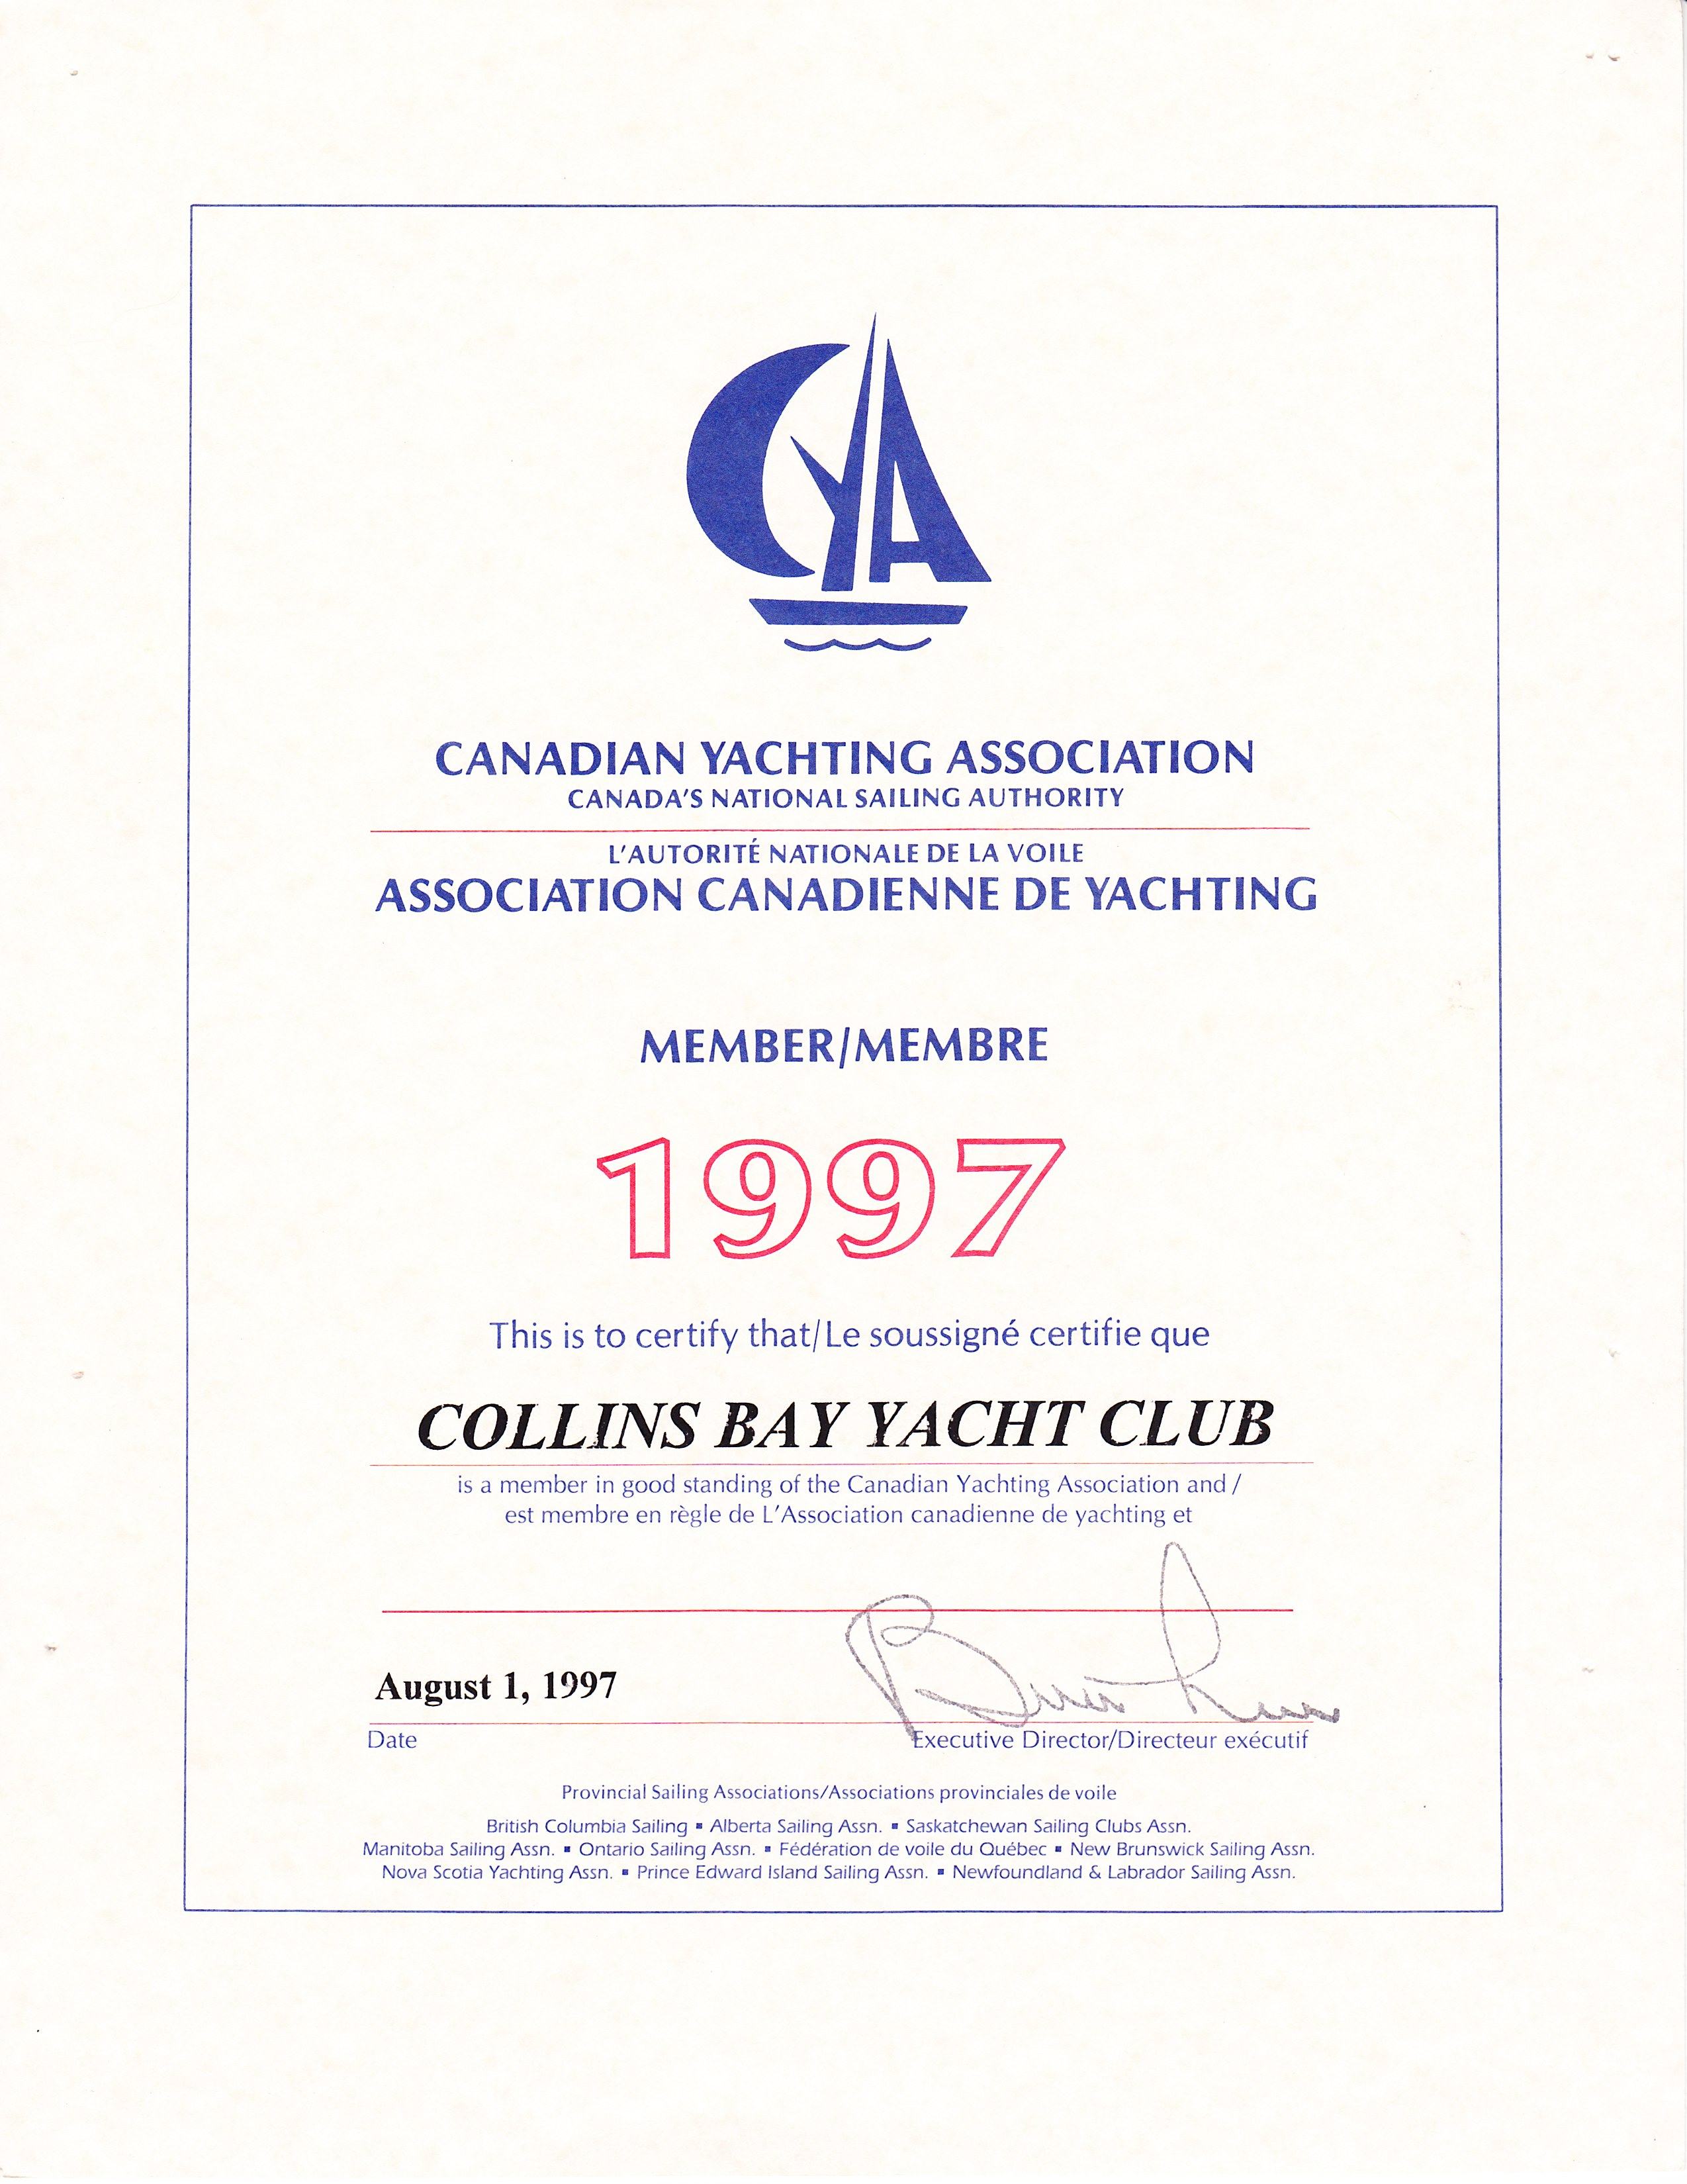 CYA
CANADIAN YACHTING ASSOCIATION
CANADA'S NATIONAL SAILING AUTHORITY
L'AUTORITÉ NATIONALE DE LA VOILE
ASSOCIATION CANADIENNE DE YACHTING
MEMBER/MEMBRE
1997
This is to certify that/Le soussigné certifie que
COLLINS BAY YACHT CLUB
is a member in good standing of the Canadian Yachting Association and /
est membre en règle de L'Association canadienne de yachting et
August 1, 1997
Date
Executive Director/Directeur exécutif
Provincial Sailing Associations/Associations provinciales de voile
British Columbia Sailing ▪ Alberta Sailing Assn. ▪ Saskatchewan Sailing Clubs Assn.
Manitoba Sailing Assn. ▪ Ontario Sailing Assn. ▪ Fédération de voile du Québec ▪ New Brunswick Sailing Assn.
Nova Scotia Yachting Assn. ▪ Prince Edward Island Sailing Assn. ▪ Newfoundland & Labrador Sailing Assn.